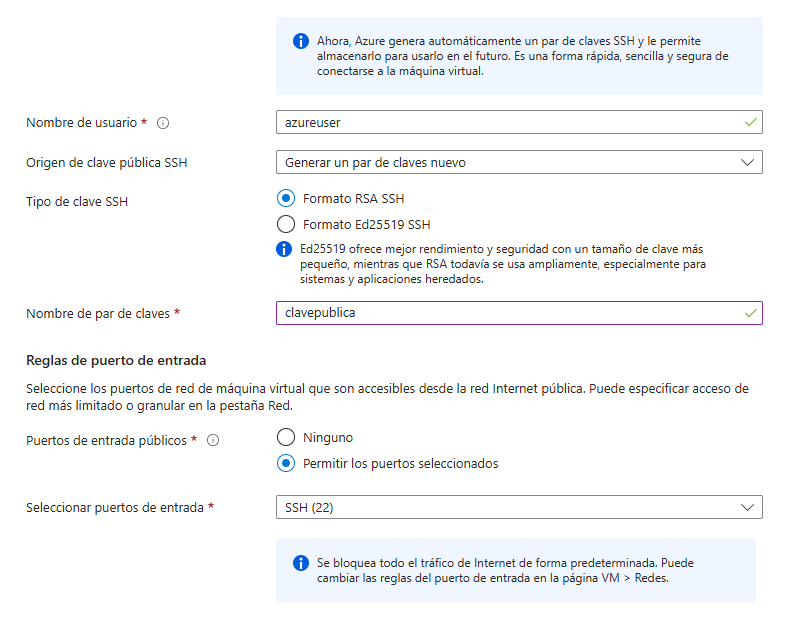 Ahora, Azure genera automáticamente un par de claves SSH y le permite
almacenarlo para usarlo en el futuro. Es una forma rápida, sencilla y segura de
conectarse a la máquina virtual.
Nombre de usuario *
azureuser
Origen de clave pública SSH
Generar un par de claves nuevo
Tipo de clave SSH
Formato RSA SSH
Formato Ed25519 SSH
Ed25519 ofrece mejor rendimiento y seguridad con un tamaño de clave más
pequeño, mientras que RSA todavía se usa ampliamente, especialmente para
sistemas y aplicaciones heredados.
Nombre de par de claves *
clavepublica
Reglas de puerto de entrada
Seleccione los puertos de red de máquina virtual que son accesibles desde la red Internet pública. Puede especificar acceso de
red más limitado o granular en la pestaña Red.
Puertos de entrada públicos *
Ninguno
Permitir los puertos seleccionados
Seleccionar puertos de entrada *
SSH (22)
Se bloquea todo el tráfico de Internet de forma predeterminada. Puede
cambiar las reglas del puerto de entrada en la página VM > Redes.